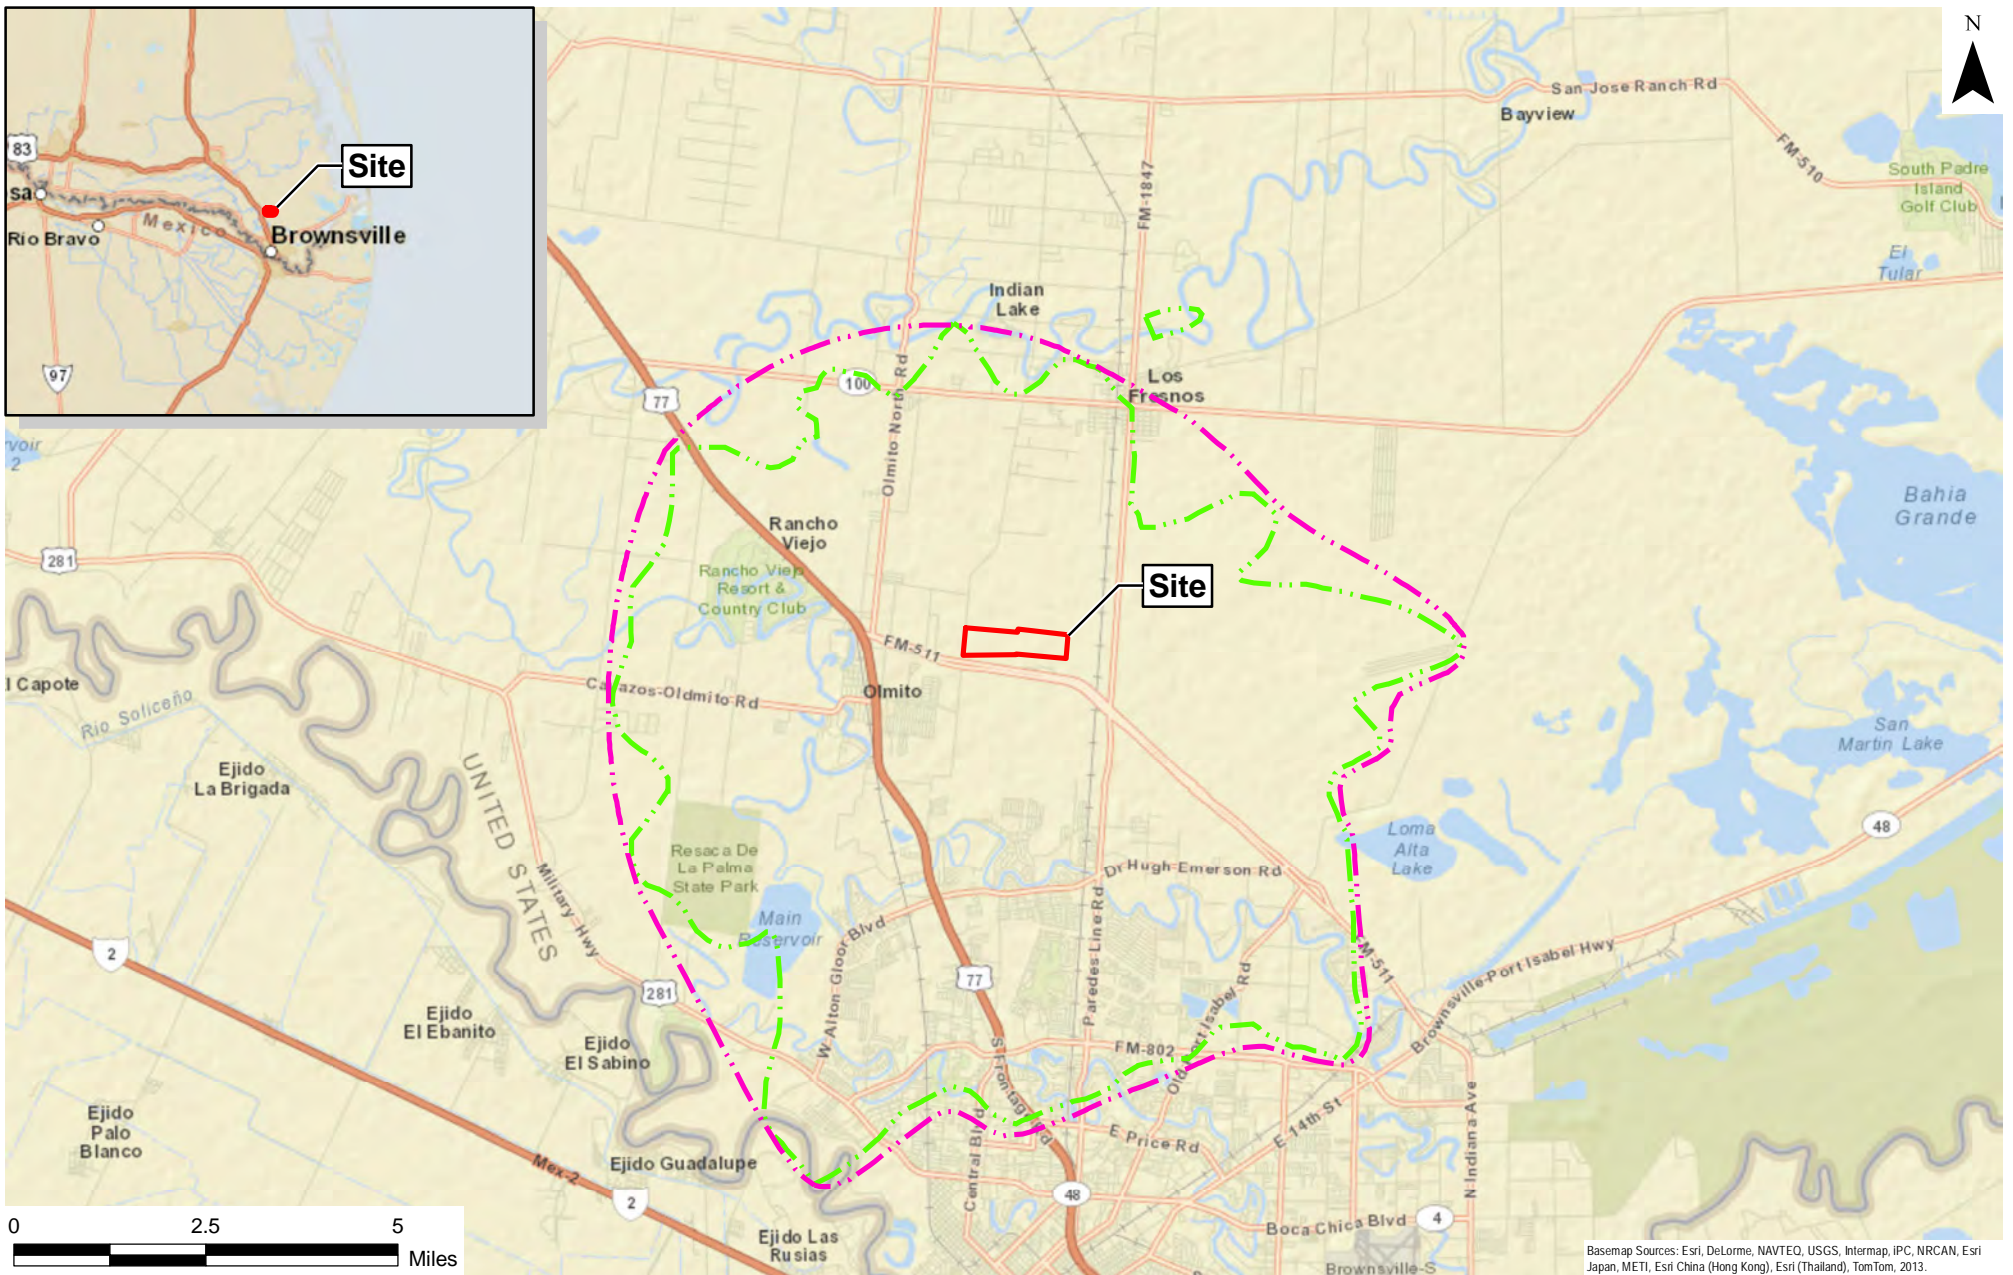 N
83
Site
sa
Mexico
Rio Bravo
Brownsville
97
San Jose Ranch Rd
Bayview
FM-510
FM-1847
South Padre
Island
Golf Club
El
Tular
Indian
Lake
Los
Fresnos
100
77
Olmito North Rd
voir
2
Bahia
Grande
281
Rancho
Viejo
Rancho Viejo
Resort &
Country Club
Site
FM-511
Olmito
Carazos-Oldmito Rd
l Capote
Rio Soliceño
San
Martin Lake
Ejido
La Brigada
UNITED STATES
48
Loma
Alta
Lake
Resaca De
La Palma
State Park
Dr Hugh Emerson Rd
Military Hwy
Main
Reservoir
W Alton Gloor Blvd
Paredes Line Rd
2
FM-511
Brownsville-Port Isabel Hwy
77
281
Old Port Isabel Rd
Ejido
El Ebanito
Ejido
El Sabino
S Frontage Rd
FM-802
Ejido
Palo
Blanco
E 14th St
N Indiana Ave
Central Blvd
E Price Rd
Mex-2
Ejido Guadalupe
2
48
Boca Chica Blvd
4
Ejido Las
Rusias
Brownsville-S
0 2.5 5
Miles
Basemap Sources: Esri, DeLorme, NAVTEQ, USGS, Intermap, iPC, NRCAN, Esri
Japan, METI, Esri China (Hong Kong), Esri (Thailand), TomTom, 2013.